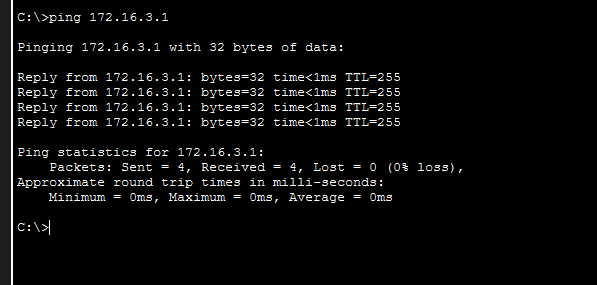 C:\>ping 172.16.3.1
Pinging 172.16.3.1 with 32 bytes of data:
Reply from 172.16.3.1: bytes=32 time<1ms TTL=255
Reply from 172.16.3.1: bytes=32 time<1ms TTL=255
Reply from 172.16.3.1: bytes=32 time<1ms TTL=255
Reply from 172.16.3.1: bytes=32 time<1ms TTL=255
Ping statistics for 172.16.3.1:
    Packets: Sent = 4, Received = 4, Lost = 0 (0% loss),
Approximate round trip times in milli-seconds:
    Minimum = 0ms, Maximum = 0ms, Average = 0ms
C:\>